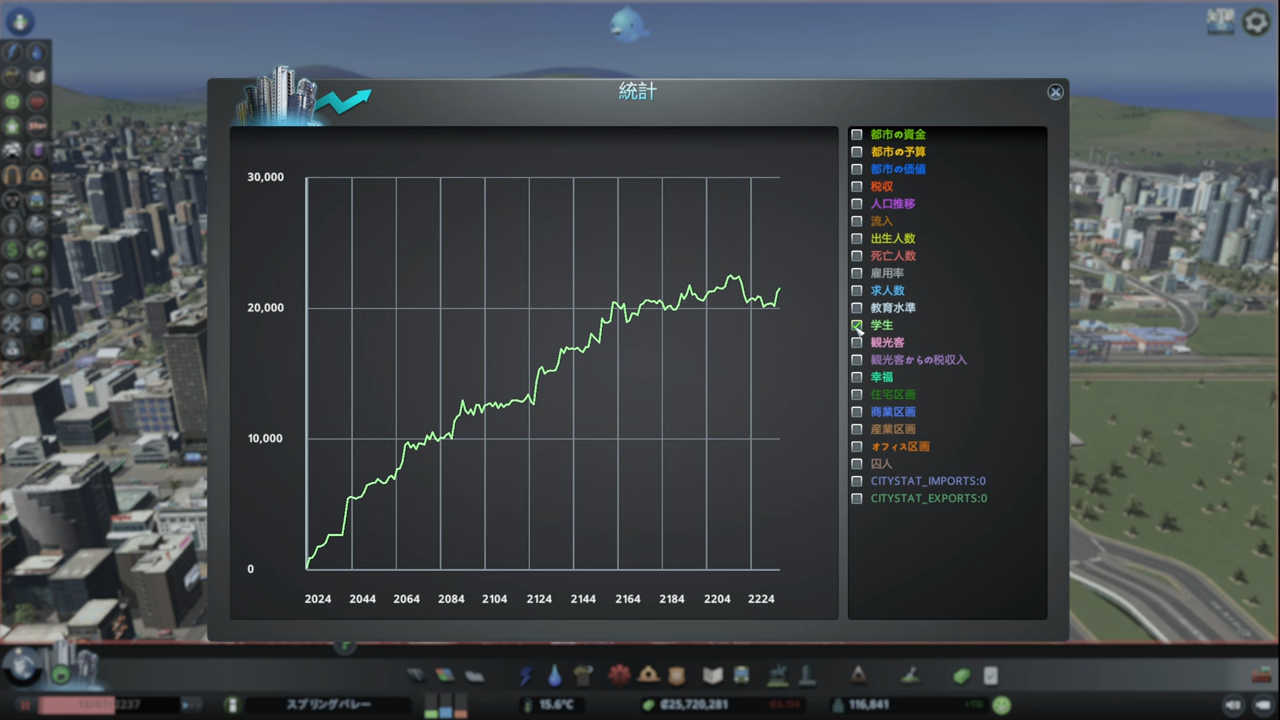 統計
30,000
20,000
10,000
0
2024 2044 2064 2084 2104 2124 2144 2164 2184 2204 2224
都市の資金
都市の予算
都市の価値
税収
人口推移
流入
出生人数
死亡人数
雇用率
求人数
教育水準
学生
観光客
観光客からの税収入
幸福
住宅区画
商業区画
産業区画
オフィス区画
囚人
CITYSTAT_IMPORTS:0
CITYSTAT_EXPORTS:0
スプリングバレー
15.6°C
₡25,720,281
116,841